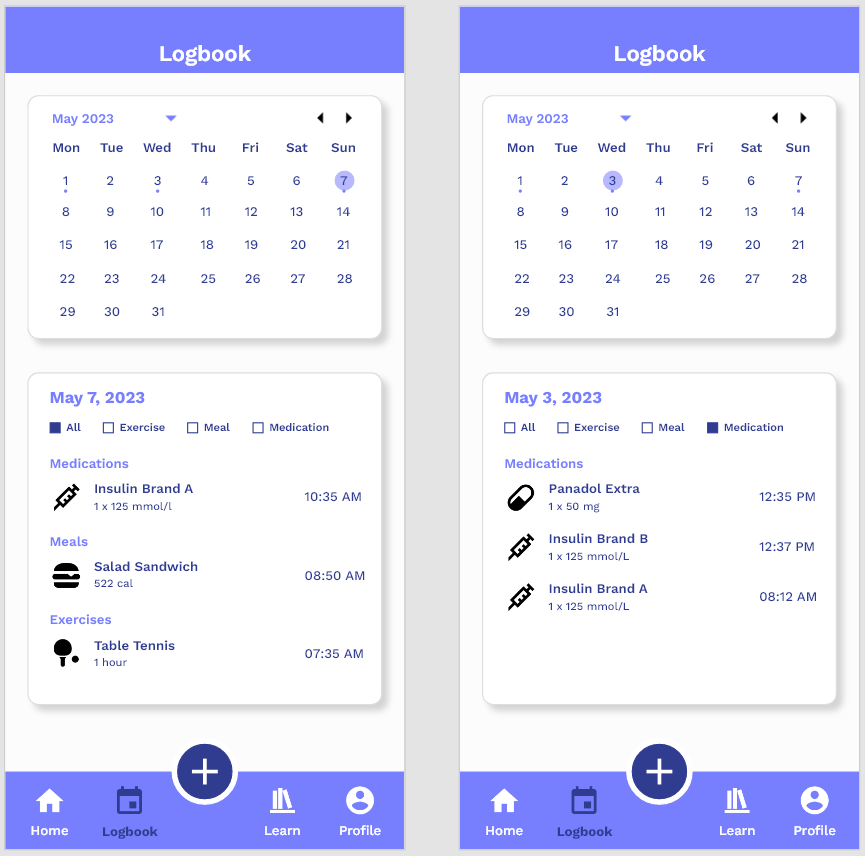 Logbook
May 2023
Mon Tue Wed Thu Fri Sat Sun
1 2 3 4 5 6 7
8 9 10 11 12 13 14
15 16 17 18 19 20 21
22 23 24 25 26 27 28
29 30 31
May 7, 2023
All Exercise Meal Medication
Medications
Insulin Brand A
1 x 125 mmol/l
10:35 AM
Meals
Salad Sandwich
522 cal
08:50 AM
Exercises
Table Tennis
1 hour
07:35 AM
Home Logbook Learn Profile
Logbook
May 2023
Mon Tue Wed Thu Fri Sat Sun
1 2 3 4 5 6 7
8 9 10 11 12 13 14
15 16 17 18 19 20 21
22 23 24 25 26 27 28
29 30 31
May 3, 2023
All Exercise Meal Medication
Medications
Panadol Extra
1 x 50 mg
12:35 PM
Insulin Brand B
1 x 125 mmol/L
12:37 PM
Insulin Brand A
1 x 125 mmol/L
08:12 AM
Home Logbook Learn Profile